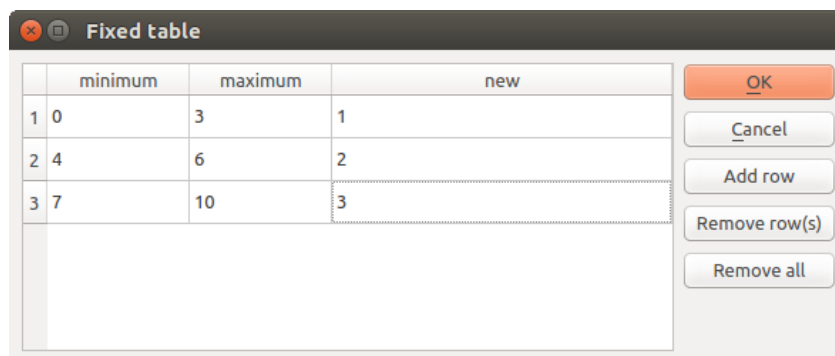 Fixed table
minimum maximum new
OK
1 0 3 1
Cancel
2 4 6 2
Add row
3 7 10 3
Remove row(s)
Remove all